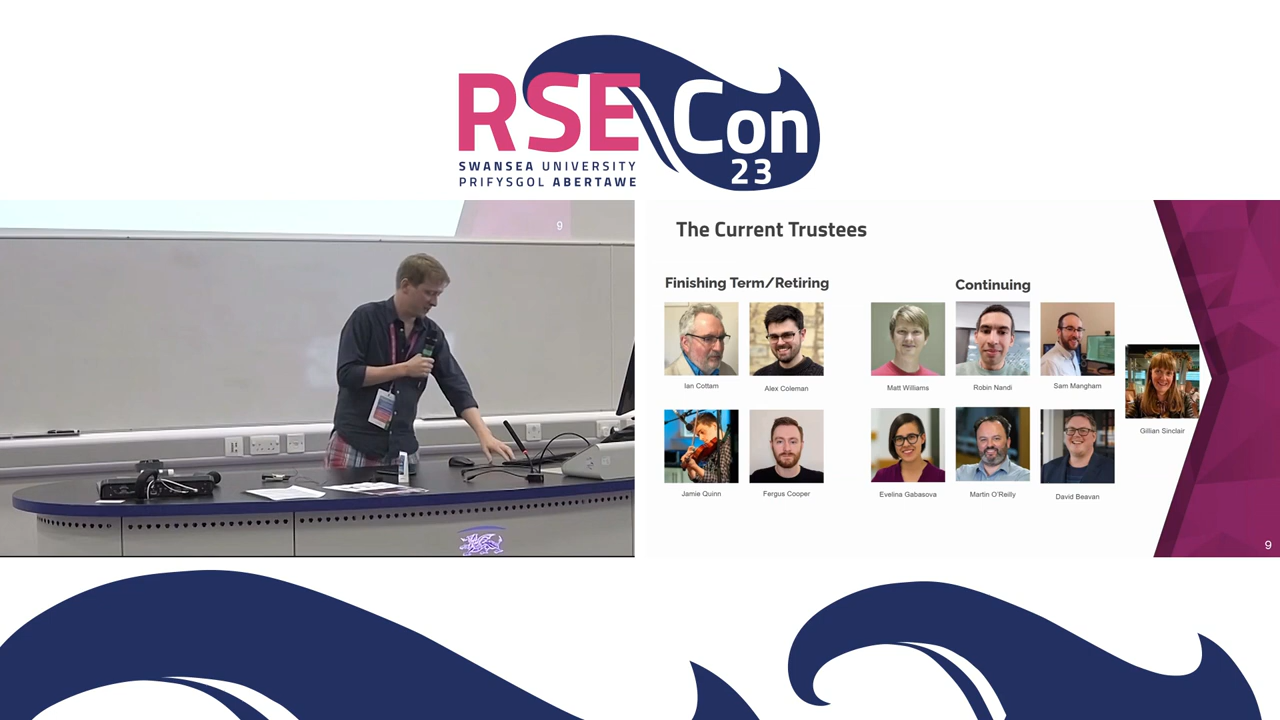 RSE Con
23
SWANSEA UNIVERSITY
PRIFYSGOL ABERTAWE
9
The Current Trustees
Finishing Term/Retiring
Continuing
Ian Cottam
Alex Coleman
Matt Williams
Robin Nandi
Sam Mangham
Gillian Sinclair
Jamie Quinn
Fergus Cooper
Evelina Gabasova
Martin O'Reilly
David Beavan
9